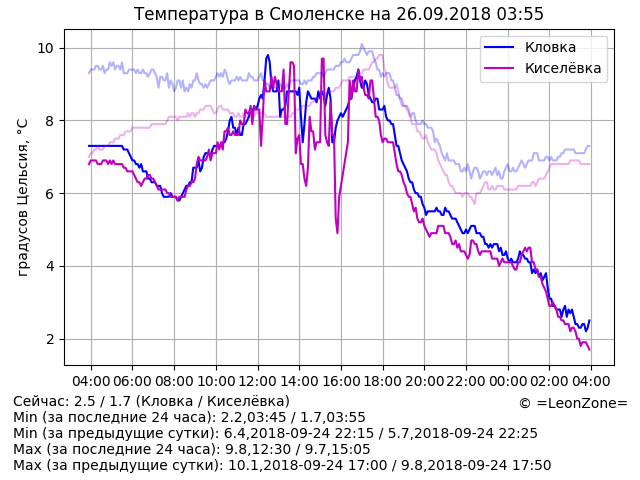 Температура в Смоленске на 26.09.2018 03:55
градусов Цельсия, °C
10
8
6
4
2
Кловка
Киселёвка
04:00 06:00 08:00 10:00 12:00 14:00 16:00 18:00 20:00 22:00 00:00 02:00 04:00
Сейчас: 2.5 / 1.7 (Кловка / Киселёвка)
© =LeonZone=
Min (за последние 24 часа): 2.2,03:45 / 1.7,03:55
Min (за предыдущие сутки): 6.4,2018-09-24 22:15 / 5.7,2018-09-24 22:25
Max (за последние 24 часа): 9.8,12:30 / 9.7,15:05
Max (за предыдущие сутки): 10.1,2018-09-24 17:00 / 9.8,2018-09-24 17:50